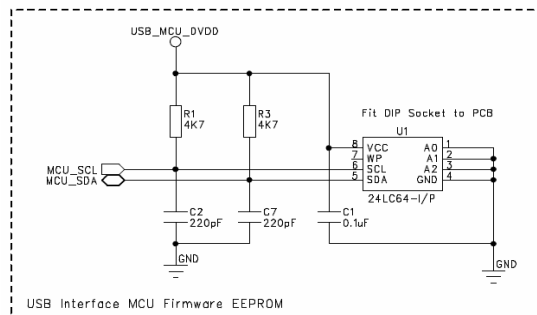 USB_MCU_DVDD
R1
4K7
R3
4K7
Fit DIP Socket to PCB
U1
8 VCC A0 1
7 WP A1 2
6 SCL A2 3
5 SDA GND 4
24LC64-I/P
MCU_SCL
MCU_SDA
C2
220pF
C7
220pF
C1
0.1uF
GND
GND
USB Interface MCU Firmware EEPROM